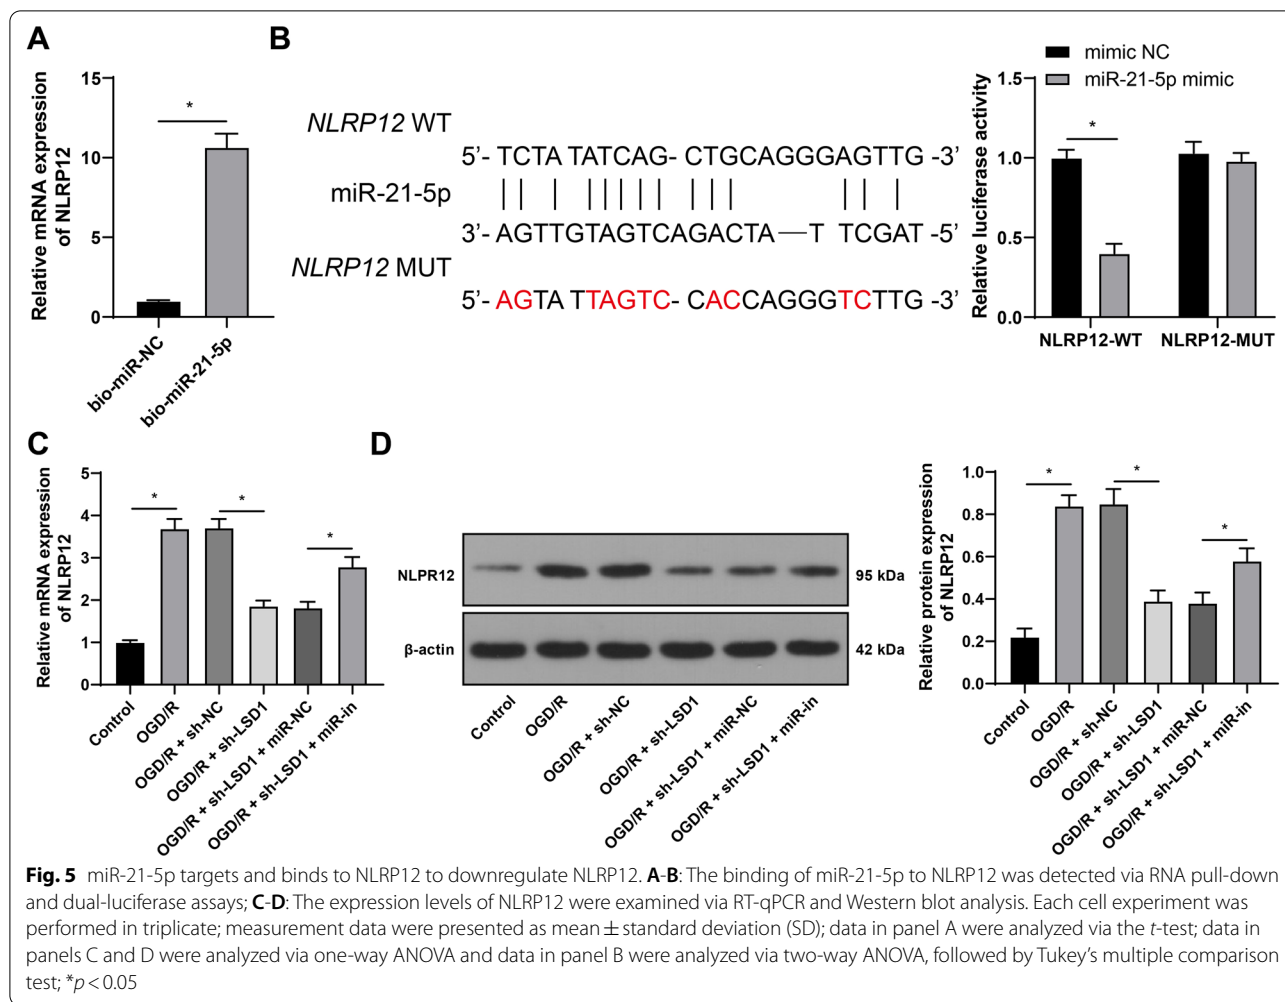 A
Relative mRNA expression
of NLRP12
15
10
5
0
*
bio-miR-NC
bio-miR-21-5p
B
NLRP12 WT
5'- TCTA TATCAG- CTGCAGGGAGTTG -3'
miR-21-5p
3'- AGTTGTAGTCAGACTA — T TCGAT -5'
NLRP12 MUT
5'- AGTA TTAGTC- CACCAGGGTCTTG -3'
mimic NC
miR-21-5p mimic
Relative luciferase activity
1.5
1.0
0.5
0.0
*
NLRP12-WT
NLRP12-MUT
C
Relative mRNA expression
of NLRP12
5
4
3
2
1
0
*
*
*
Control
OGD/R
OGD/R + sh-NC
OGD/R + sh-LSD1
OGD/R + sh-LSD1 + miR-NC
OGD/R + sh-LSD1 + miR-in
D
NLPR12
95 kDa
β-actin
42 kDa
Control
OGD/R
OGD/R + sh-NC
OGD/R + sh-LSD1
OGD/R + sh-LSD1 + miR-NC
OGD/R + sh-LSD1 + miR-in
Relative protein expression
of NLRP12
1.0
0.8
0.6
0.4
0.2
0.0
*
*
*
Control
OGD/R
OGD/R + sh-NC
OGD/R + sh-LSD1
OGD/R + sh-LSD1 + miR-NC
OGD/R + sh-LSD1 + miR-in
Fig. 5 miR-21-5p targets and binds to NLRP12 to downregulate NLRP12. A-B: The binding of miR-21-5p to NLRP12 was detected via RNA pull-down
and dual-luciferase assays; C-D: The expression levels of NLRP12 were examined via RT-qPCR and Western blot analysis. Each cell experiment was
performed in triplicate; measurement data were presented as mean ± standard deviation (SD); data in panel A were analyzed via the t-test; data in
panels C and D were analyzed via one-way ANOVA and data in panel B were analyzed via two-way ANOVA, followed by Tukey's multiple comparison
test; *p < 0.05